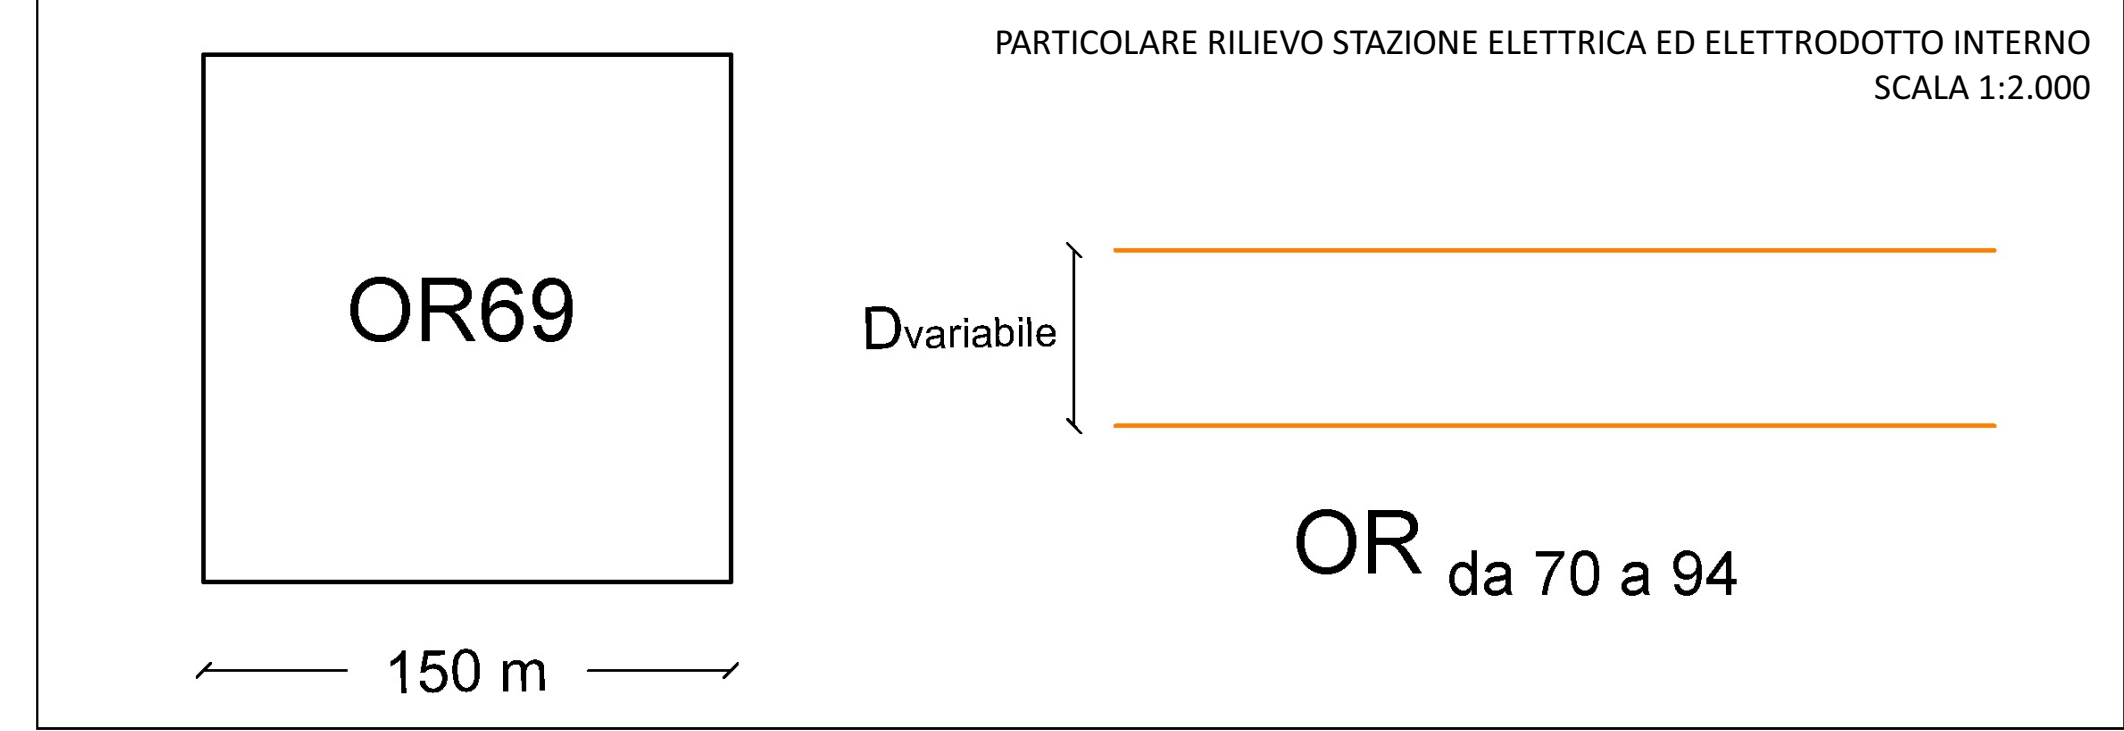 PARTICOLARE RILIEVO STAZIONE ELETTRICA ED ELETTRODOTTO INTERNO
SCALA 1:2.000
OR69
Dvariabile
OR da 70 a 94
150 m